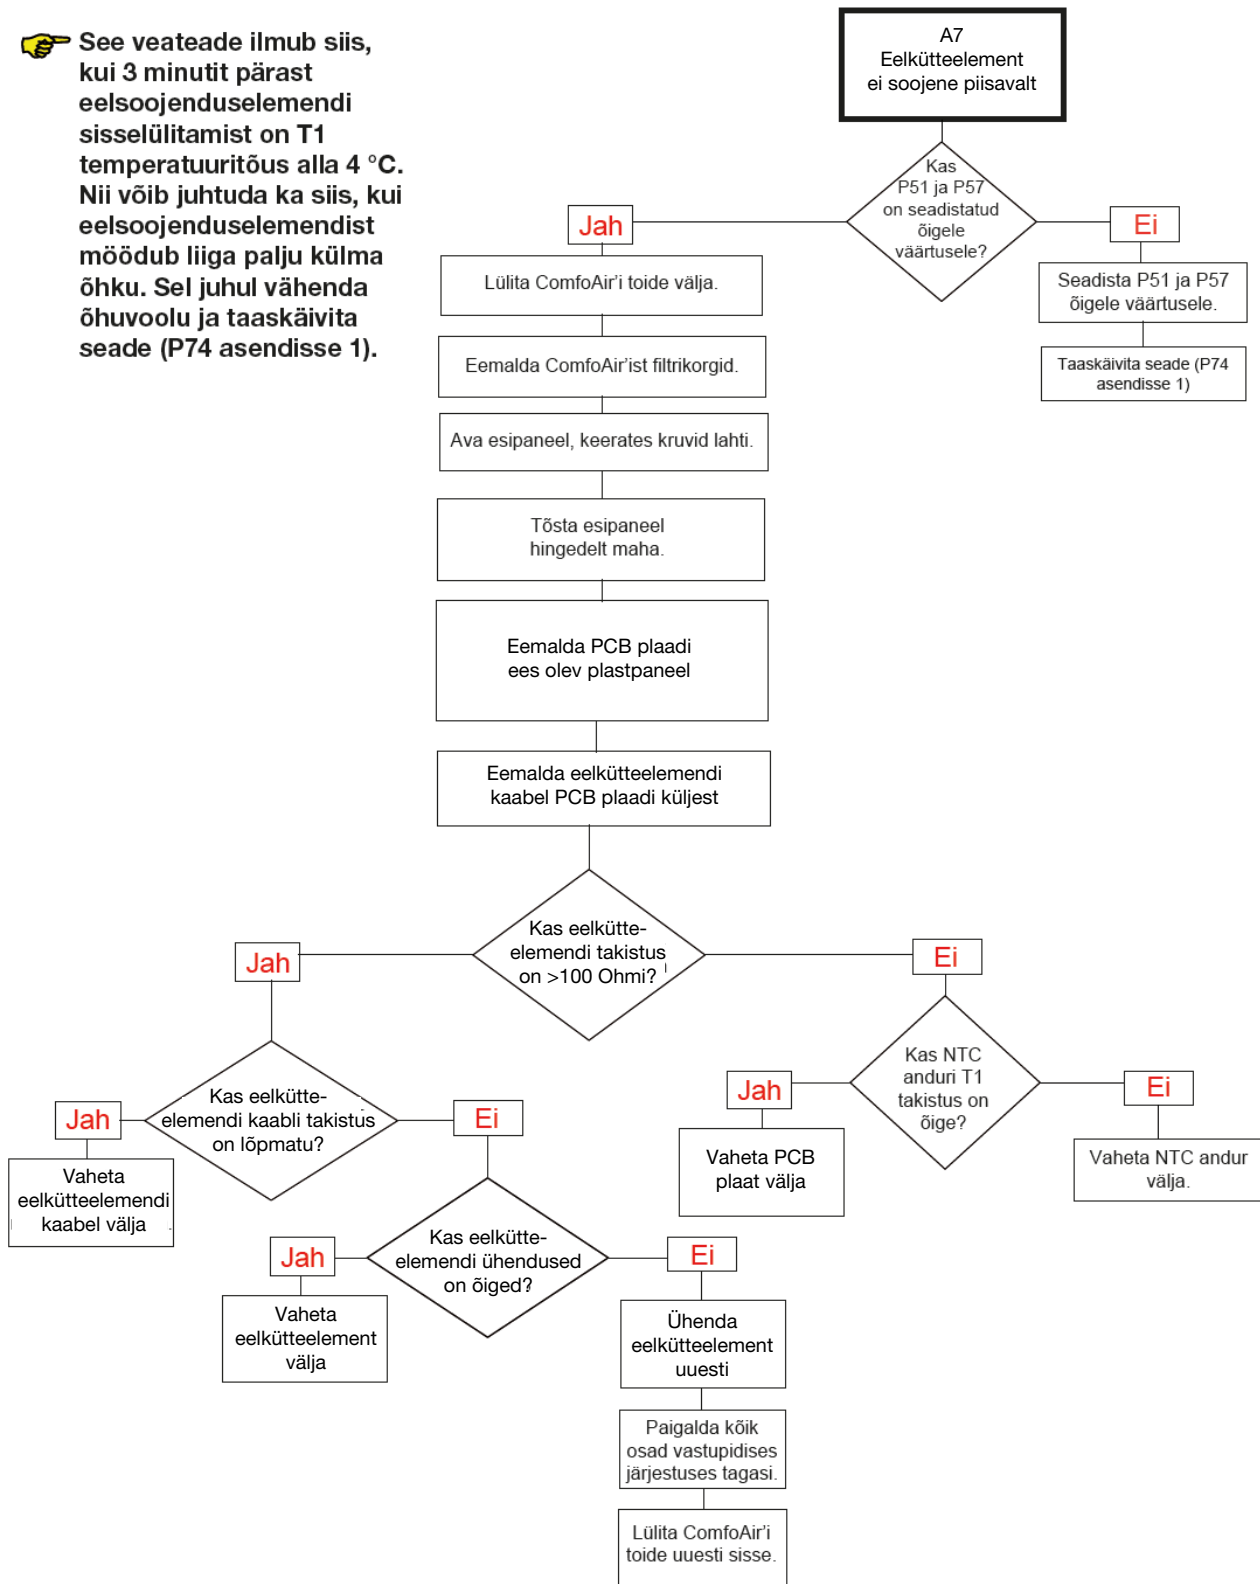 See veateade ilmub siis,
kui 3 minutit pärast
eelsoojenduselemendi
sisselülitamist on T1
temperatuuritõus alla 4 °C.
Nii võib juhtuda ka siis, kui
eelsoojenduselemendist
möödub liiga palju külma
õhku. Sel juhul vähenda
õhuvoolu ja taaskäivita
seade (P74 asendisse 1).
A7
Eelkütteelement
ei soojene piisavalt
Kas
P51 ja P57
on seadistatud
õigele
väärtusele?
Jah
Ei
Lülita ComfoAir'i toide välja.
Seadista P51 ja P57
õigele väärtusele.
Eemalda ComfoAir'ist filtrikorgid.
Taaskäivita seade (P74
asendisse 1)
Ava esipaneel, keerates kruvid lahti.
Tõsta esipaneel
hingedelt maha.
Eemalda PCB plaadi
ees olev plastpaneel
Eemalda eelkütteelemendi
kaabel PCB plaadi küljest
Kas eelkütte-
elemendi takistus
on >100 Ohmi?
Jah
Ei
Kas eelkütte-
elemendi kaabli takistus
on lõpmatu?
Kas NTC
anduri T1
takistus on
õige?
Jah
Ei
Jah
Ei
Vaheta
eelkütteelemendi
kaabel välja
Vaheta PCB
plaat välja
Vaheta NTC andur
välja.
Kas eelkütte-
elemendi ühendused
on õiged?
Jah
Ei
Vaheta
eelkütteelement
välja
Ühenda
eelkütteelement
uuesti
Paigalda kõik
osad vastupidises
järjestuses tagasi.
Lülita ComfoAir'i
toide uuesti sisse.